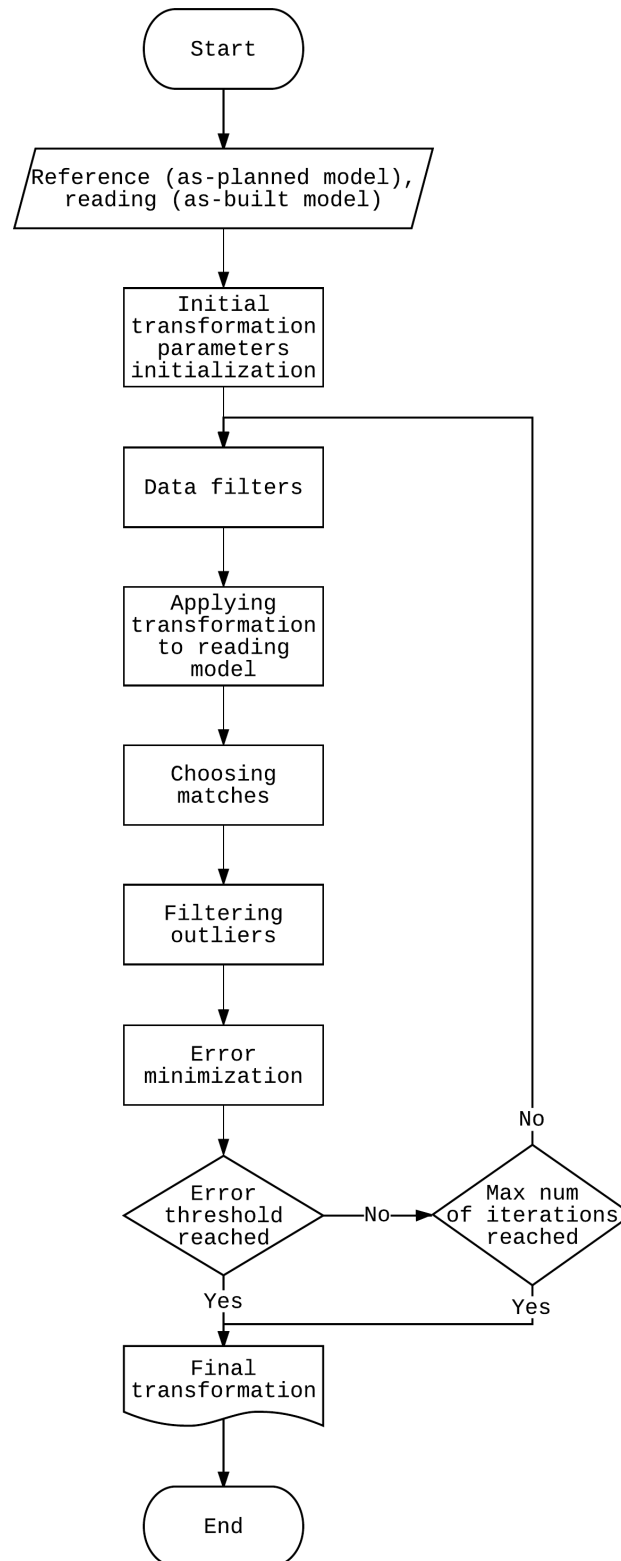 Start
Reference (as-planned model),
reading (as-built model)
Initial
transformation
parameters
initialization
Data filters
Applying
transformation
to reading
model
Choosing
matches
Filtering
outliers
Error
minimization
No
Error
threshold
reached
No
Max num
of iterations
reached
Yes
Yes
Final
transformation
End